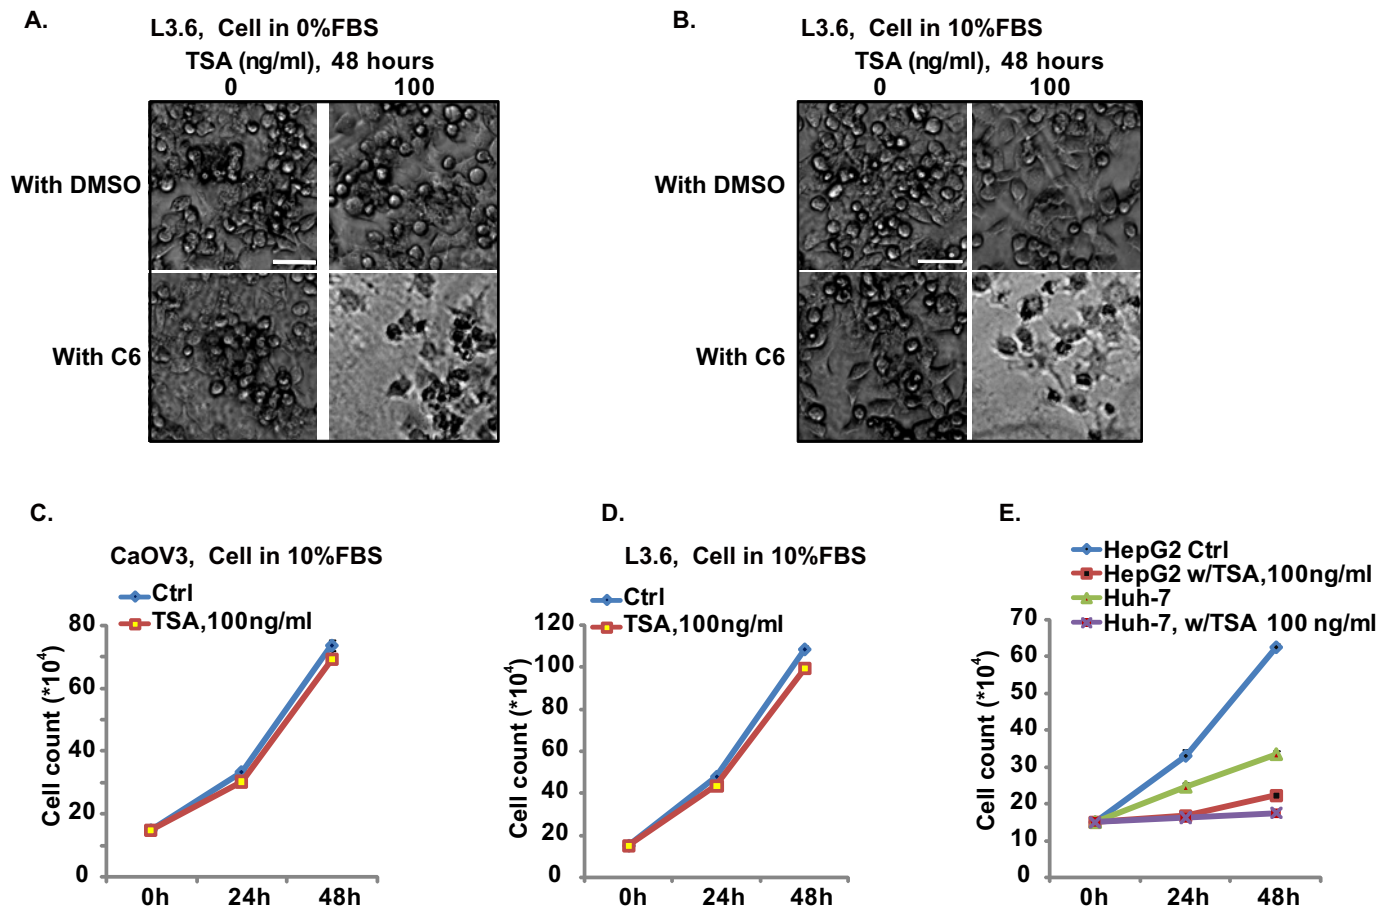 A.
L3.6, Cell in 0%FBS
TSA (ng/ml), 48 hours
0 100
With DMSO
With C6
B.
L3.6, Cell in 10%FBS
TSA (ng/ml), 48 hours
0 100
With DMSO
With C6
C.
CaOV3, Cell in 10%FBS
Ctrl
TSA,100ng/ml
Cell count (*10⁴)
80
60
40
20
0
0h 24h 48h
D.
L3.6, Cell in 10%FBS
Ctrl
TSA,100ng/ml
Cell count (*10⁴)
120
100
80
60
40
20
0
0h 24h 48h
E.
HepG2 Ctrl
HepG2 w/TSA,100ng/ml
Huh-7
Huh-7, w/TSA 100 ng/ml
Cell count (*10⁴)
70
60
50
40
30
20
10
0
0h 24h 48h